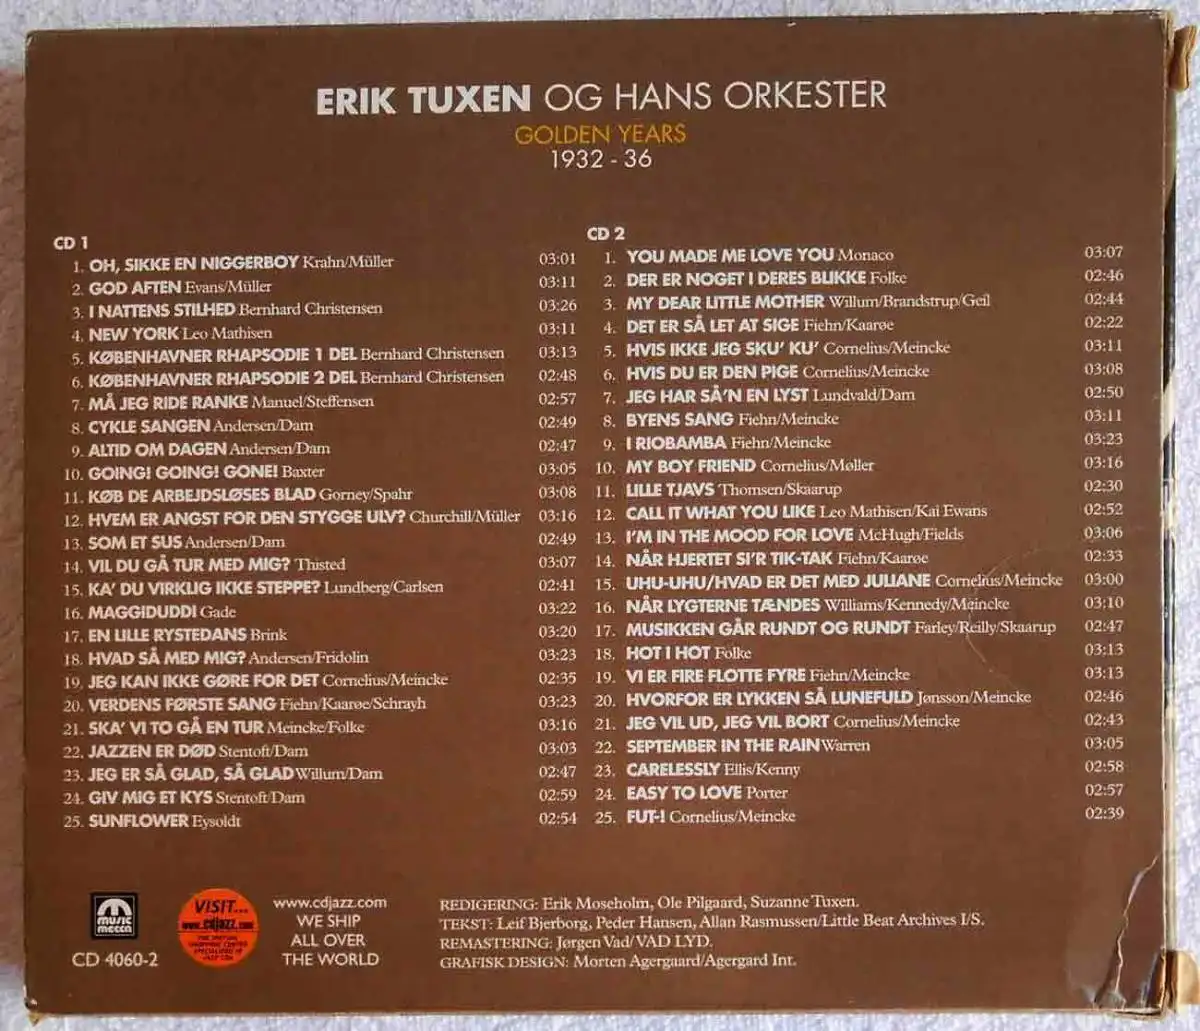 ERIK TUXEN OG HANS ORKESTER
GOLDEN YEARS
1932 - 36
CD 1
1. OH, SIKKE EN NIGGERBOY Krahn/Müller 03:01
2. GOD AFTEN Evans/Müller 03:11
3. I NATTENS STILHED Bernhard Christensen 03:26
4. NEW YORK Leo Mathisen 03:11
5. KØBENHAVNER RHAPSODIE 1 DEL Bernhard Christensen 03:13
6. KØBENHAVNER RHAPSODIE 2 DEL Bernhard Christensen 02:48
7. MÅ JEG RIDE RANKE Manuel/Steffensen 02:57
8. CYKLE SANGEN Andersen/Dam 02:49
9. ALTID OM DAGEN Andersen/Dam 02:47
10. GOING! GOING! GONE! Baxter 03:05
11. KØB DE ARBEJDSLØSES BLAD Gorney/Spahr 03:08
12. HVEM ER ANGST FOR DEN STYGGE ULV? Churchill/Müller 03:16
13. SOM ET SUS Andersen/Dam 02:49
14. VIL DU GÅ TUR MED MIG? Thisted 03:07
15. KA' DU VIRKLIG IKKE STEPPE? Lundberg/Carlsen 02:41
16. MAGGIDUDDI Gade 03:22
17. EN LILLE RYSTEDANS Brink 03:20
18. HVAD SÅ MED MIG? Andersen/Fridolin 03:23
19. JEG KAN IKKE GØRE FOR DET Cornelius/Meincke 02:35
20. VERDENS FØRSTE SANG Fiehn/Kaarøe/Schrayh 03:23
21. SKA' VI TO GÅ EN TUR Meincke/Folke 03:16
22. JAZZEN ER DØD Stentoft/Dam 03:03
23. JEG ER SÅ GLAD, SÅ GLAD Willum/Dam 02:47
24. GIV MIG ET KYS Stentoft/Dam 02:59
25. SUNFLOWER Eysoldt 02:54
CD 2
1. YOU MADE ME LOVE YOU Monaco 03:07
2. DER ER NOGET I DERES BLIKKE Folke 02:46
3. MY DEAR LITTLE MOTHER Willum/Brandstrup/Geil 02:44
4. DET ER SÅ LET AT SIGE Fiehn/Kaarøe 02:22
5. HVIS IKKE JEG SKU' KU' Cornelius/Meincke 03:11
6. HVIS DU ER DEN PIGE Cornelius/Meincke 03:08
7. JEG HAR SÅ'N EN LYST Lundvald/Dam 02:50
8. BYENS SANG Fiehn/Meincke 03:11
9. I RIOBAMBA Fiehn/Meincke 03:23
10. MY BOY FRIEND Cornelius/Møller 03:16
11. LILLE TJAVS Thomsen/Skaarup 02:30
12. CALL IT WHAT YOU LIKE Leo Mathisen/Kai Ewans 02:52
13. I'M IN THE MOOD FOR LOVE McHugh/Fields 03:06
14. NÅR HJERTET SI'R TIK-TAK Fiehn/Kaarøe 02:33
15. UHU-UHU/HVAD ER DET MED JULIANE Cornelius/Meincke 03:00
16. NÅR LYGTERNE TÆNDES Williams/Kennedy/Meincke 03:10
17. MUSIKKEN GÅR RUNDT OG RUNDT Farley/Reilly/Skaarup 02:47
18. HOT I HOT Folke 03:13
19. VI ER FIRE FLOTTE FYRE Fiehn/Meincke 03:13
20. HVORFOR ER LYKKEN SÅ LUNEFULD Jønsson/Meincke 02:46
21. JEG VIL UD, JEG VIL BORT Cornelius/Meincke 02:43
22. SEPTEMBER IN THE RAIN Warren 03:05
23. CARELESSLY Ellis/Kenny 02:58
24. EASY TO LOVE Porter 02:57
25. FUT-! Cornelius/Meincke 02:39
music
mecca
CD 4060-2
VISIT...
www.cdjazz.com
www.cdjazz.com
WE SHIP
ALL OVER
THE WORLD
REDIGERING: Erik Moseholm, Ole Pilgaard, Suzanne Tuxen.
TEKST: Leif Bjerborg, Peder Hansen, Allan Rasmussen/Little Beat Archives I/S.
REMASTERING: Jørgen Vad/VAD LYD.
GRAFISK DESIGN: Morten Agergaard/Agergard Int.